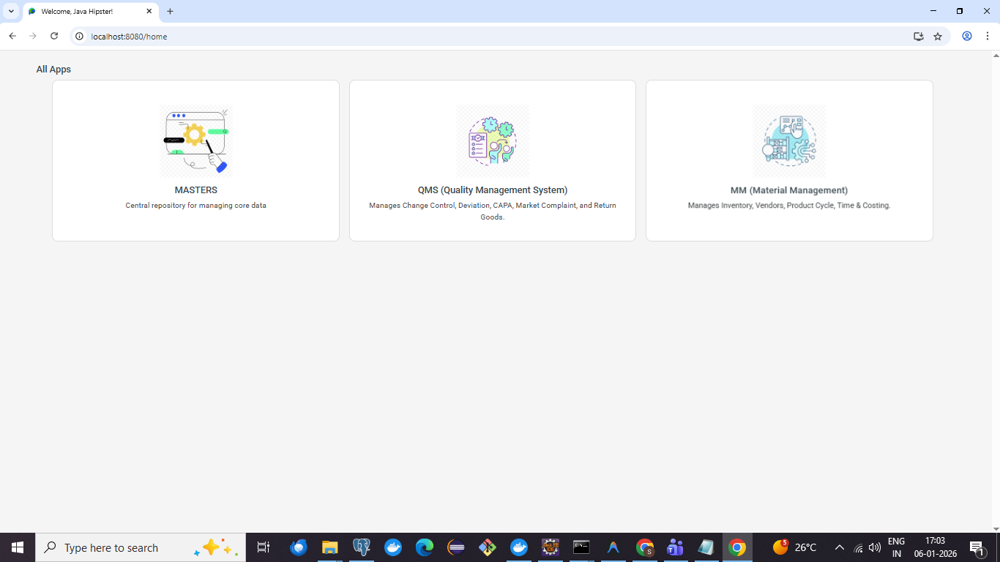 Welcome, Java Hipster!
localhost:8080/home
All Apps
MASTERS
Central repository for managing core data
QMS (Quality Management System)
Manages Change Control, Deviation, CAPA, Market Complaint, and Return
Goods.
MM (Material Management)
Manages Inventory, Vendors, Product Cycle, Time & Costing.
Type here to search
5
26°C
ENG
IN
17:03
06-01-2026
1